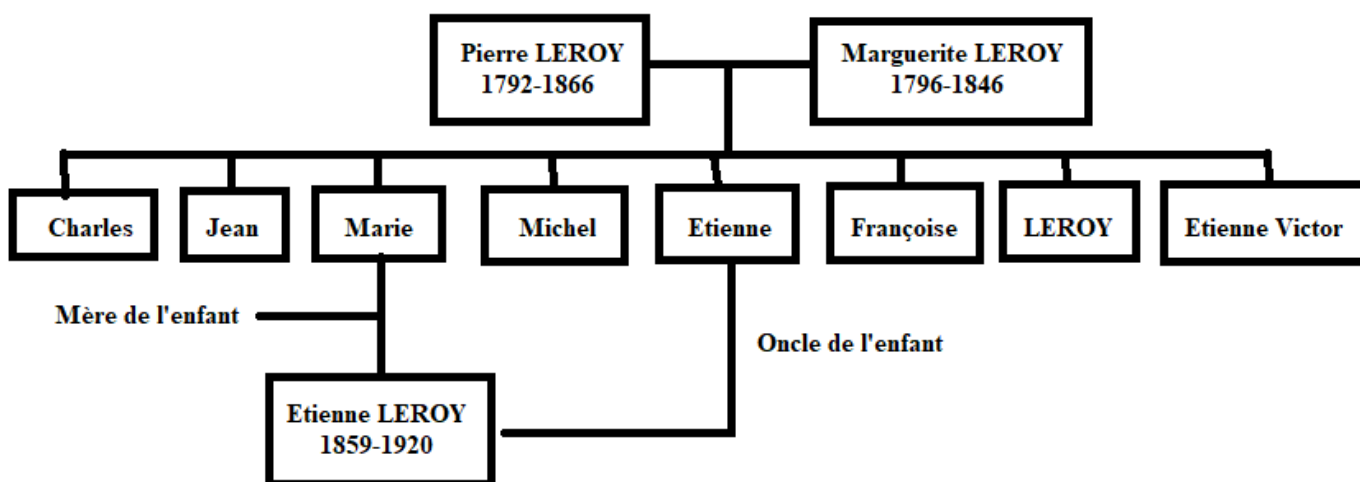 Pierre LEROY
1792-1866
Marguerite LEROY
1796-1846
Charles
Jean
Marie
Michel
Etienne
Françoise
LEROY
Etienne Victor
Mère de l'enfant
Oncle de l'enfant
Etienne LEROY
1859-1920